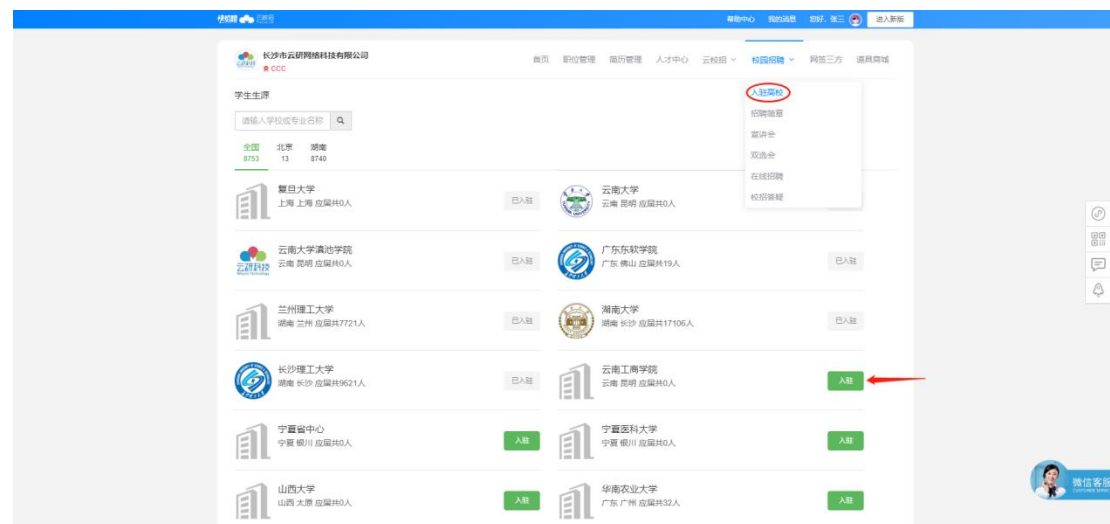 快就业 云校招
帮助中心 我的消息 您好, 张三 进入新版
长沙市云研网络科技有限公司
CCC
首页 职位管理 简历管理 人才中心 云校招 校园招聘 网签三方 道具商城
入驻高校
招聘简章
宣讲会
双选会
在线招聘
校招答疑
学生生源
请输入学校或专业名称
全国 北京 湖南
8753 13 8740
复旦大学
上海 上海 应届共0人
已入驻
云南大学
云南 昆明 应届共0人
云南大学滇池学院
云南 昆明 应届共0人
已入驻
云研科技
广东东软学院
广东 佛山 应届共19人
已入驻
兰州理工大学
湖南 兰州 应届共7721人
已入驻
湖南大学
湖南 长沙 应届共17106人
已入驻
长沙理工大学
湖南 长沙 应届共9621人
已入驻
云南工商学院
云南 昆明 应届共0人
入驻
宁夏省中心
宁夏 银川 应届共0人
入驻
宁夏医科大学
宁夏 银川 应届共0人
入驻
山西大学
山西 太原 应届共0人
入驻
华南农业大学
广东 广州 应届共32人
入驻
微信客服